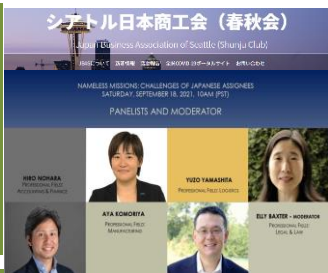 シアトル日本商工会（春秋会）
Japan Business Association of Seattle (Shunju Club)
NAMELESS MISSIONS: CHALLENGES OF JAPANESE ASSIGNEES
SATURDAY, SEPTEMBER 18, 2021, 10AM (PST)
PANELISTS AND MODERATOR
HIRO NOHARA
PROFESSIONAL FIELD:
ACCOUNTING & FINANCE
YUZO YAMASHITA
PROFESSIONAL FIELD: LOGISTICS
AYA KOMORIYA
PROFESSIONAL FIELD:
MANUFACTURING
ELLY BAXTER - MODERATOR
PROFESSIONAL FIELD:
LEGAL & LAW